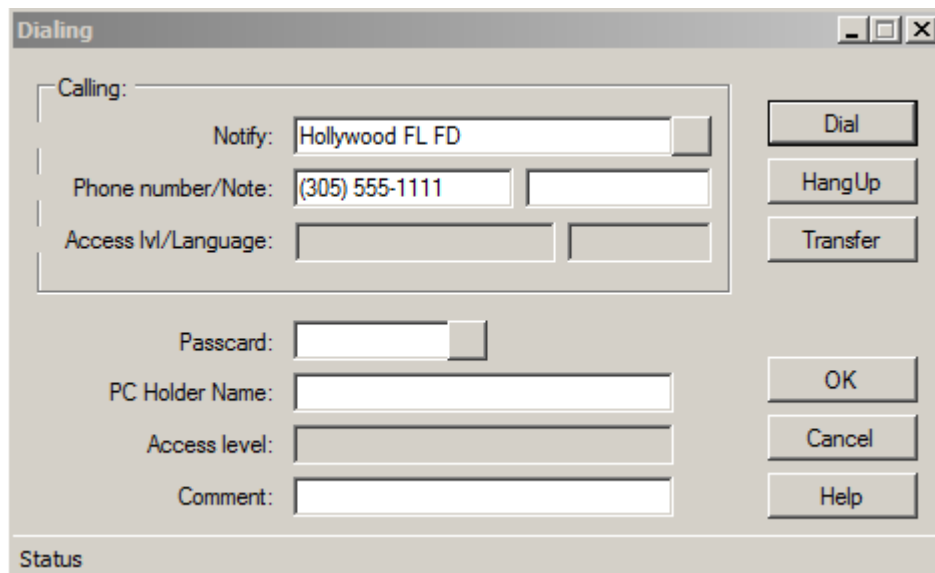 Dialing
Calling:
Notify: Hollywood FL FD
Dial
Phone number/Note: (305) 555-1111
HangUp
Access lvl/Language:
Transfer
Passcard:
PC Holder Name:
OK
Access level:
Cancel
Comment:
Help
Status